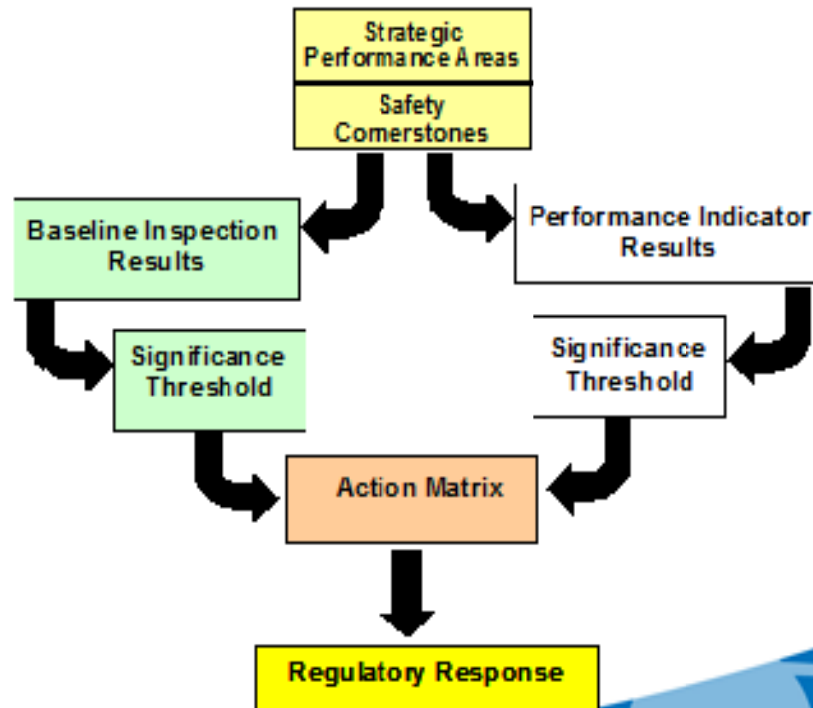 Strategic
Performance Areas
Safety
Cornerstones
Baseline Inspection
Results
Performance Indicator
Results
Significance
Threshold
Significance
Threshold
Action Matrix
Regulatory Response